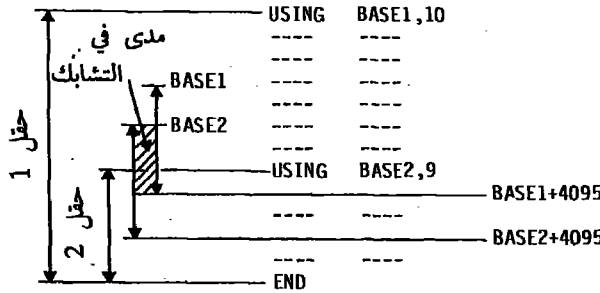 USING BASE1,10
مدى في
التشابك
BASE1
BASE2
USING BASE2,9
BASE1+4095
BASE2+4095
END
حقل 1
حقل 2